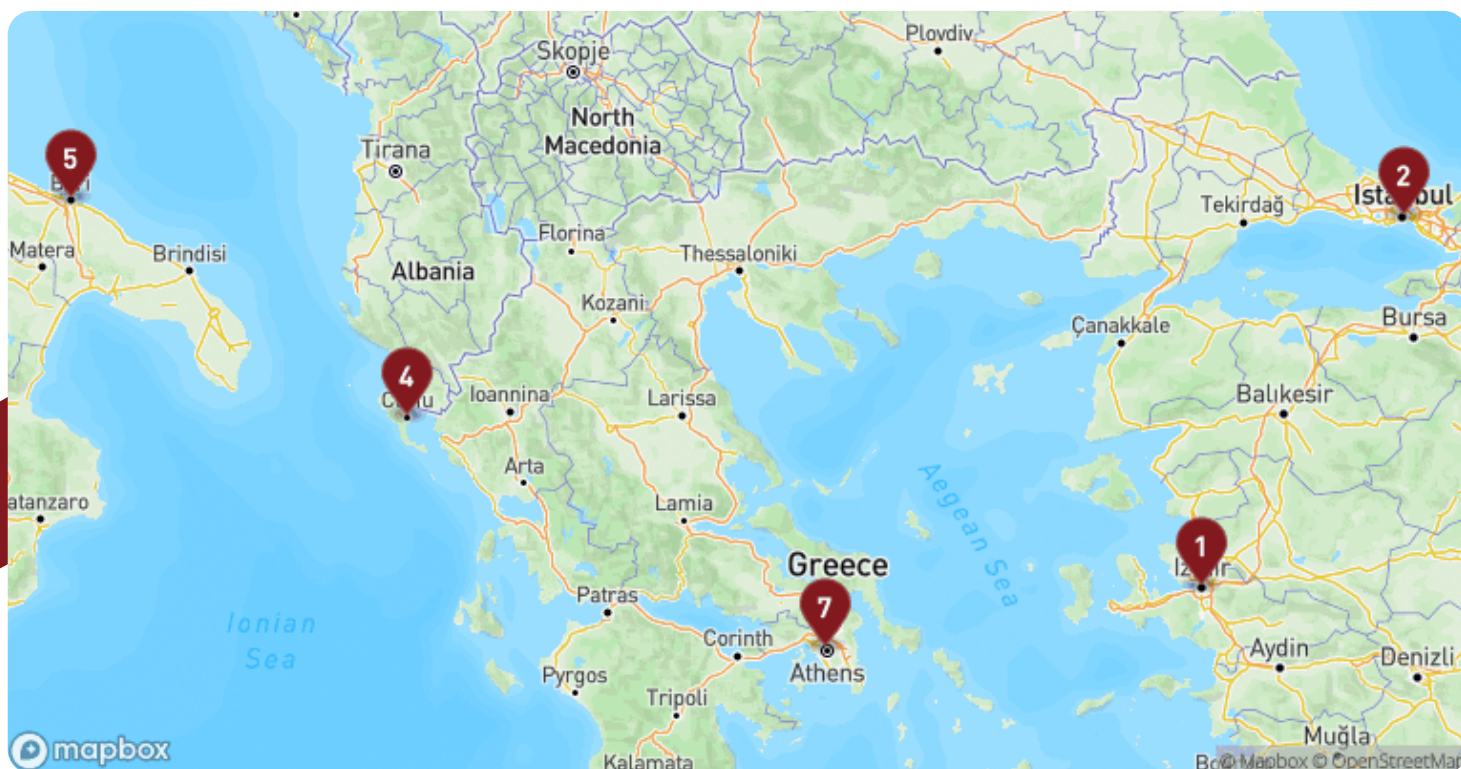 Plovdiv
Skopje
North
Macedonia
5
Tirana
2
Istanbul
Tekirdağ
Matera
Brindisi
Florina
Thessaloniki
Albania
Kozani
Bursa
Çanakkale
4
Ioannina
Larissa
Balıkesir
Arta
Aegean Sea
atanzaro
Lamia
1
Greece
7
Patras
Ionian
Sea
Corinth
Athens
Aydin
Denizli
Pyrgos
Tripoli
Muğla
mapbox
Kalamata
© Mapbox © OpenStreetMap